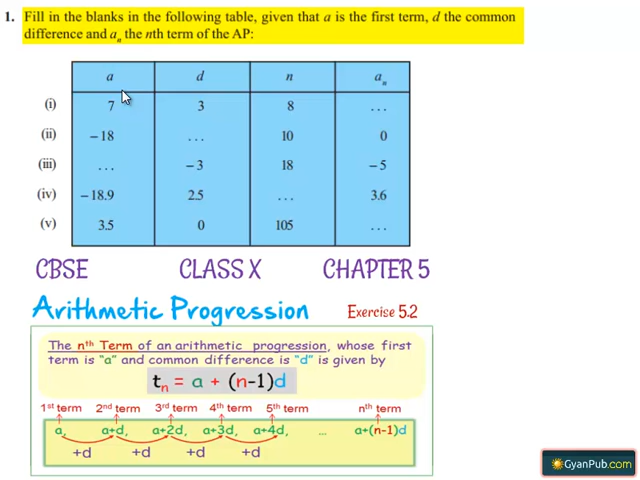 1. Fill in the blanks in the following table, given that a is the first term, d the common
difference and aₙ the nth term of the AP:
a d n aₙ
(i) 7 3 8 . . .
(ii) – 18 . . . 10 0
(iii) . . . – 3 18 – 5
(iv) – 18.9 2.5 . . . 3.6
(v) 3.5 0 105 . . .
CBSE CLASS X CHAPTER 5
Arithmetic Progression Exercise 5.2
The nᵗʰ Term of an arithmetic progression, whose first
term is "a" and common difference is "d" is given by
tₙ = a + (n-1)d
1ˢᵗ term 2ⁿᵈ term 3ʳᵈ term 4ᵗʰ term 5ᵗʰ term nᵗʰ term
a, a+d, a+2d, a+3d, a+4d, ... a+(n-1)d
+d +d +d +d
GyanPub.com